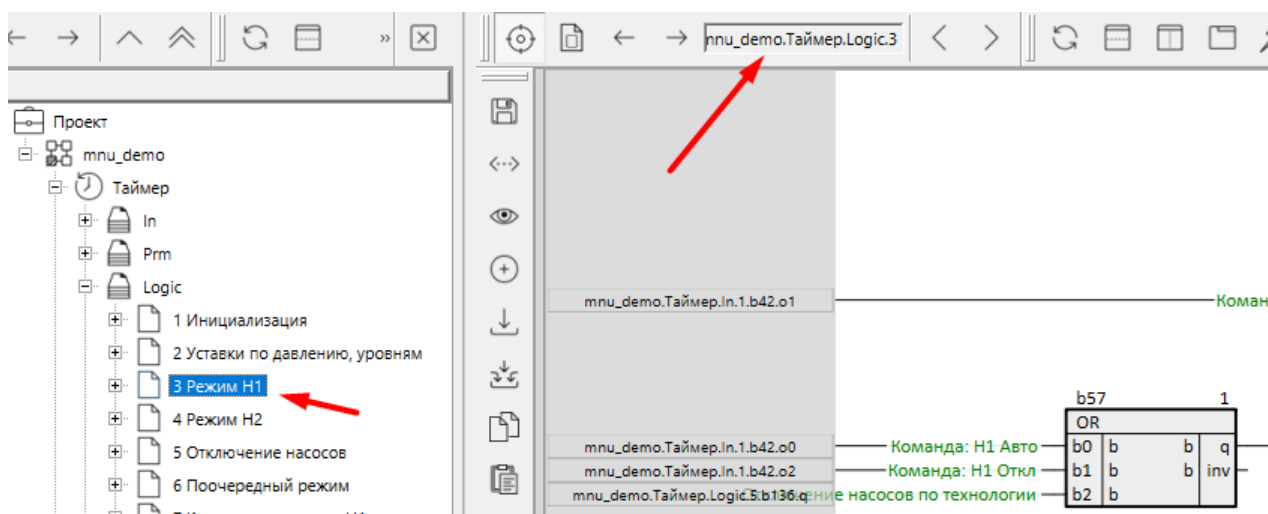 »
nnu_demo.Таймер.Logic.3
Проект
mnu_demo
Таймер
In
Prm
Logic
1 Инициализация
2 Уставки по давлению, уровням
3 Режим Н1
4 Режим Н2
5 Отключение насосов
6 Поочередный режим
mnu_demo.Таймер.In.1.b42.o1
Коман
b57 1
OR
mnu_demo.Таймер.In.1.b42.o0 Команда: Н1 Авто b0 b b q
mnu_demo.Таймер.In.1.b42.o2 Команда: Н1 Откл b1 b b inv
mnu_demo.Таймер.Logic.5.b136.q насосов по технологии b2 b